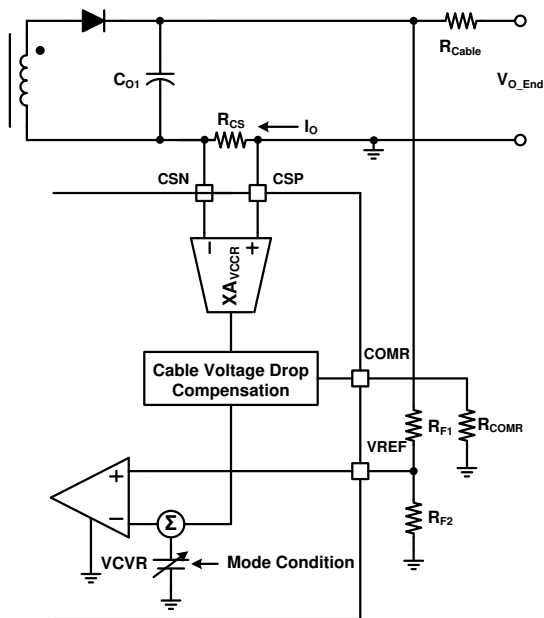 R_Cable
C_O1
V_O_End
R_CS
I_O
CSN
CSP
−
+
XA_VCCR
COMR
Cable Voltage Drop
Compensation
VREF
R_F1
R_COMR
+
−
Σ
R_F2
VCVR
Mode Condition